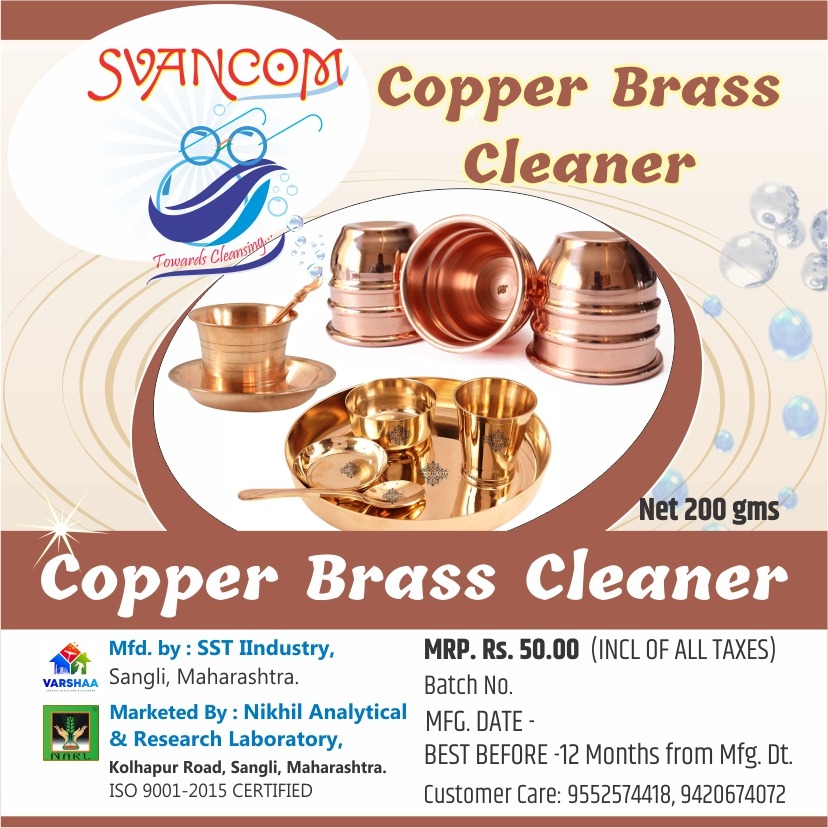 SVANCOM
Towards Cleansing...
Copper Brass
Cleaner
Net 200 gms
Copper Brass Cleaner
VARSHAA
Mfd. by : SST IIndustry,
Sangli, Maharashtra.
NARL
Marketed By : Nikhil Analytical
& Research Laboratory,
Kolhapur Road, Sangli, Maharashtra.
ISO 9001-2015 CERTIFIED
MRP. Rs. 50.00 (INCL OF ALL TAXES)
Batch No.
MFG. DATE -
BEST BEFORE -12 Months from Mfg. Dt.
Customer Care: 9552574418, 9420674072